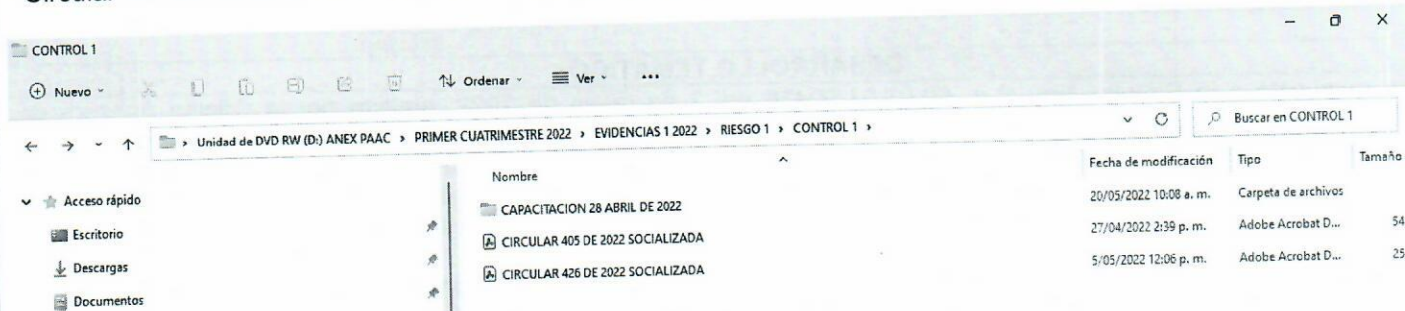 CONTROL 1
Nuevo
Ordenar
Ver
Unidad de DVD RW (D:) ANEX PAAC > PRIMER CUATRIMESTRE 2022 > EVIDENCIAS 1 2022 > RIESGO 1 > CONTROL 1 >
Buscar en CONTROL 1
Nombre Fecha de modificación Tipo Tamaño
Acceso rápido
CAPACITACION 28 ABRIL DE 2022 20/05/2022 10:08 a. m. Carpeta de archivos
Escritorio
CIRCULAR 405 DE 2022 SOCIALIZADA 27/04/2022 2:39 p. m. Adobe Acrobat D... 54
Descargas
CIRCULAR 426 DE 2022 SOCIALIZADA 5/05/2022 12:06 p. m. Adobe Acrobat D... 25
Documentos